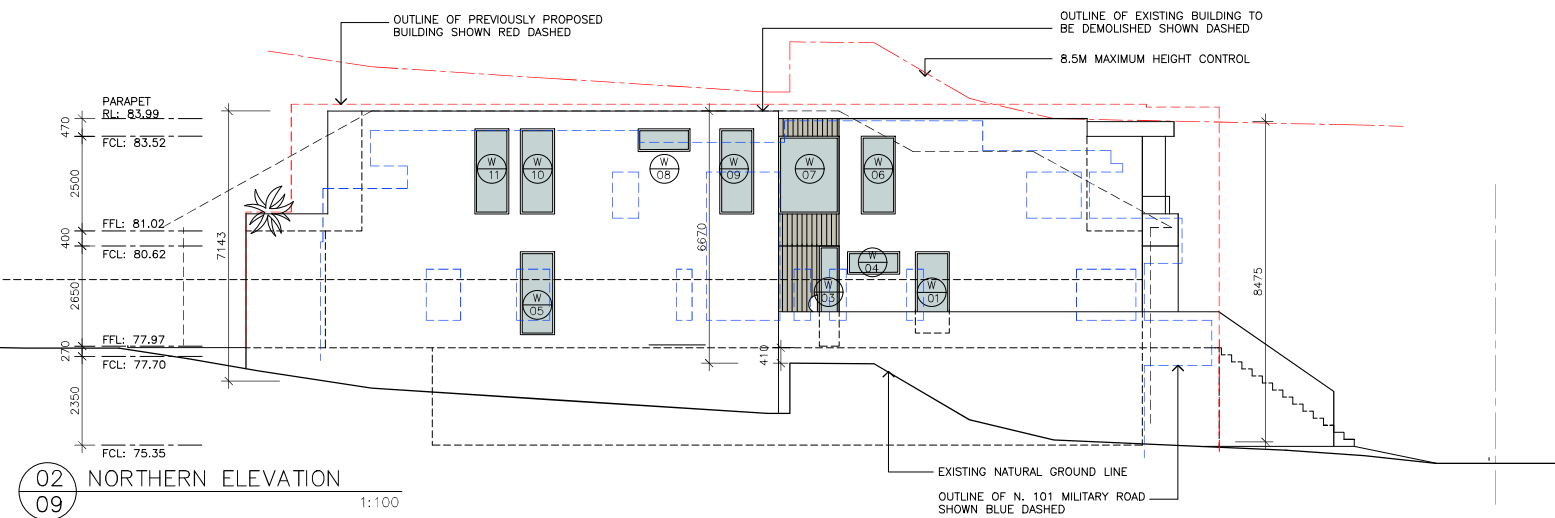 OUTLINE OF PREVIOUSLY PROPOSED
BUILDING SHOWN RED DASHED
OUTLINE OF EXISTING BUILDING TO
BE DEMOLISHED SHOWN DASHED
8.5M MAXIMUM HEIGHT CONTROL
PARAPET
RL: 83.99
470
FCL: 83.52
2500
FFL: 81.02
400
FCL: 80.62
2650
FFL: 77.97
270
FCL: 77.70
2350
FCL: 75.35
7143
6670
410
8475
W
11
W
10
W
08
W
09
W
07
W
06
W
05
W
03
W
04
W
01
EXISTING NATURAL GROUND LINE
OUTLINE OF N. 101 MILITARY ROAD
SHOWN BLUE DASHED
02
09
NORTHERN ELEVATION
1:100